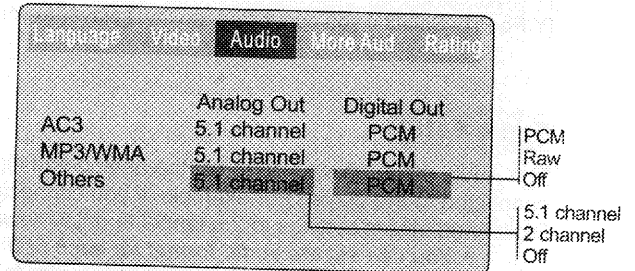 Language Video Audio More Aud Rating
Analog Out Digital Out
AC3 5.1 channel PCM
MP3/WMA 5.1 channel PCM
Others 5.1 channel PCM
PCM
Raw
Off
5.1 channel
2 channel
Off